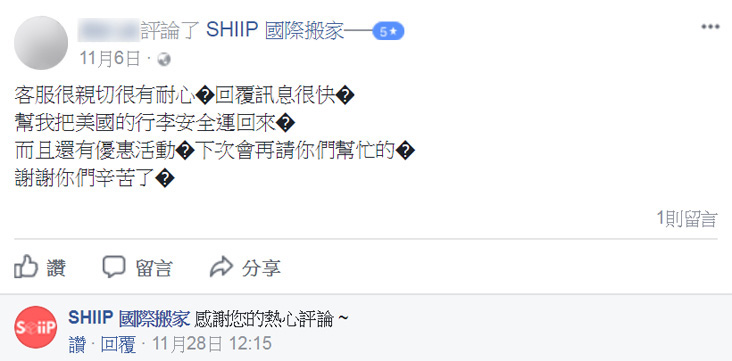 評論了 SHIIP 國際搬家 — 5★
11月6日 ·
客服很親切很有耐心�回覆訊息很快�
幫我把美國的行李安全運回來�
而且還有優惠活動�下次會再請你們幫忙的�
謝謝你們辛苦了�
1則留言
讚 留言 分享
SHIIP 國際搬家 感謝您的熱心評論 ~
讚 · 回覆 · 11月28日 12:15